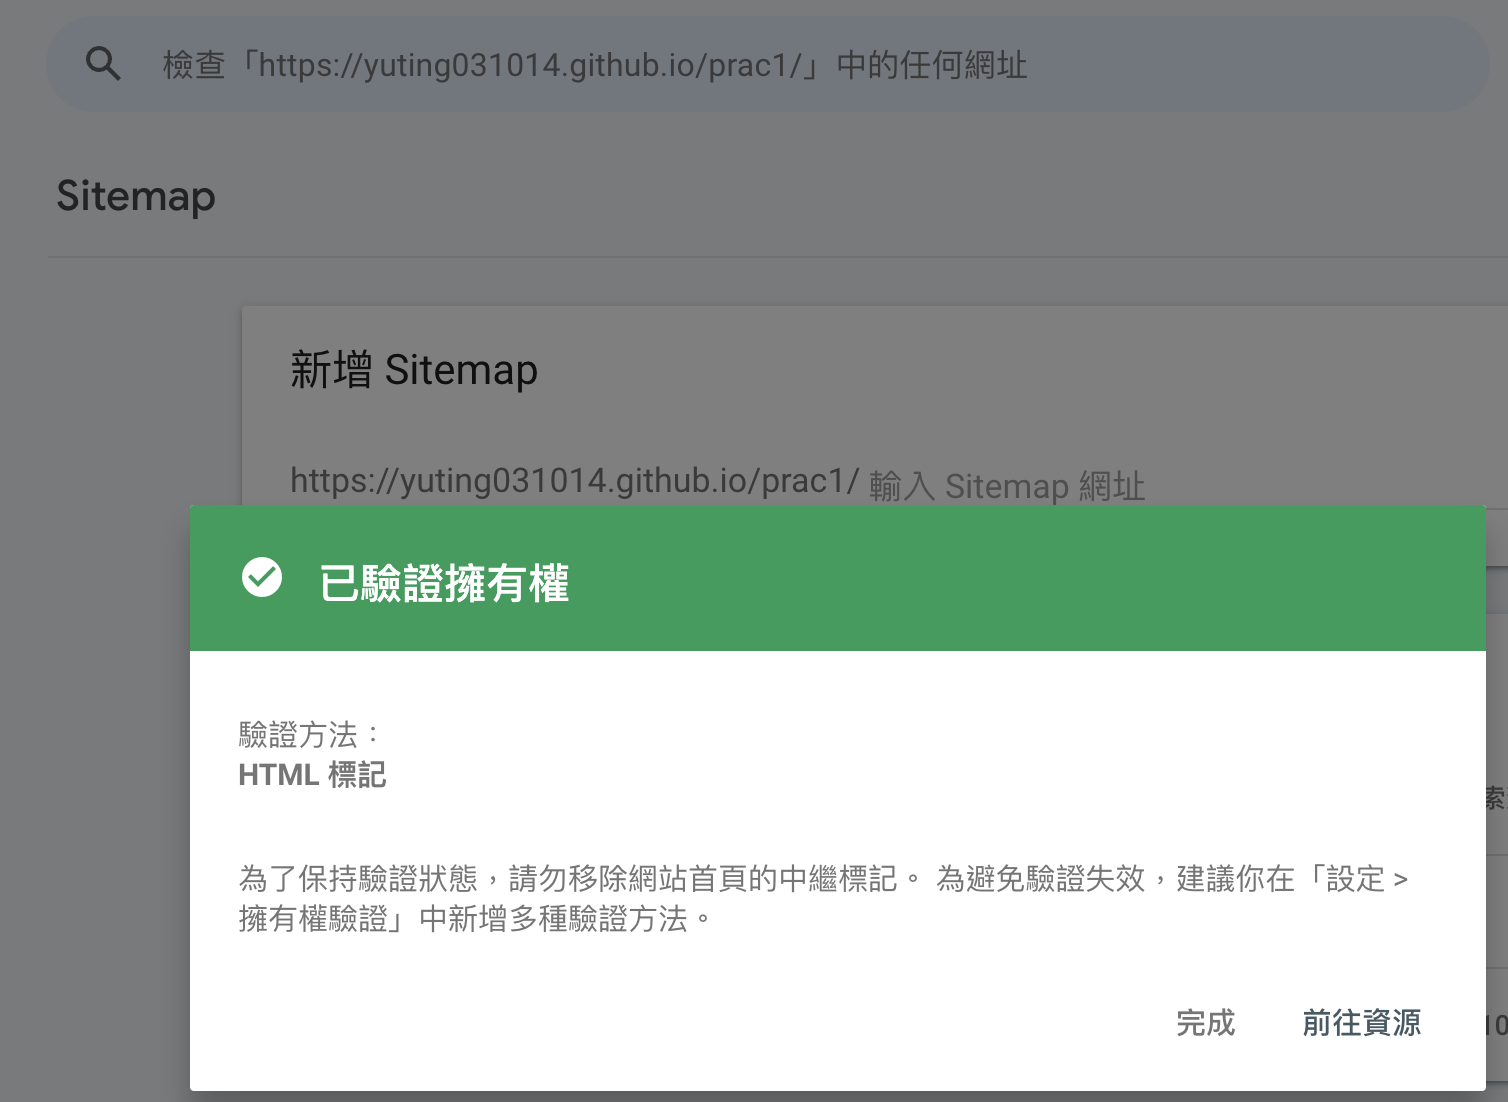 檢查「https://yuting031014.github.io/prac1/」中的任何網址
Sitemap
新增 Sitemap
https://yuting031014.github.io/prac1/ 輸入 Sitemap 網址
已驗證擁有權
驗證方法：
HTML 標記
索
為了保持驗證狀態，請勿移除網站首頁的中繼標記。 為避免驗證失效，建議你在「設定 >
擁有權驗證」中新增多種驗證方法。
完成 前往資源
10